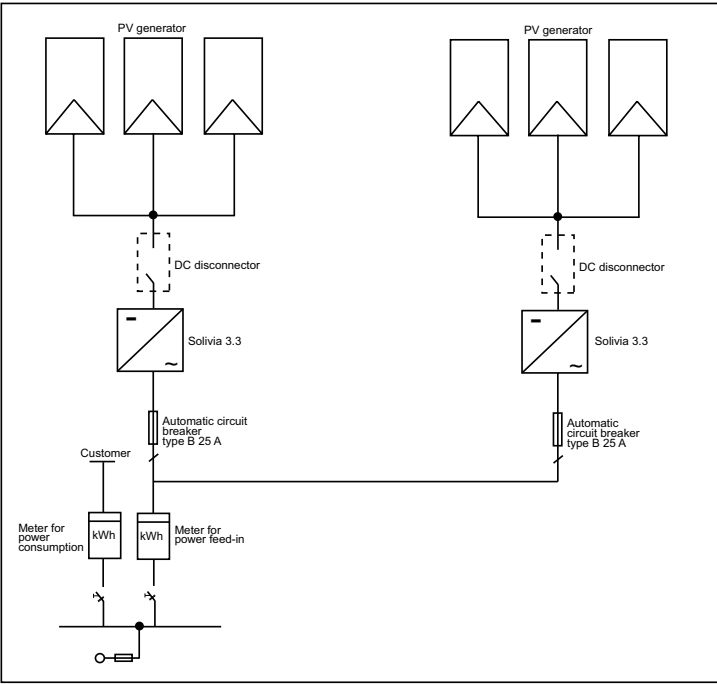 PV generator
PV generator
DC disconnector
DC disconnector
Solivia 3.3
Solivia 3.3
Automatic circuit
breaker
type B 25 A
Automatic
circuit breaker
type B 25 A
Customer
Meter for
power
consumption
kWh
kWh
Meter for
power feed-in